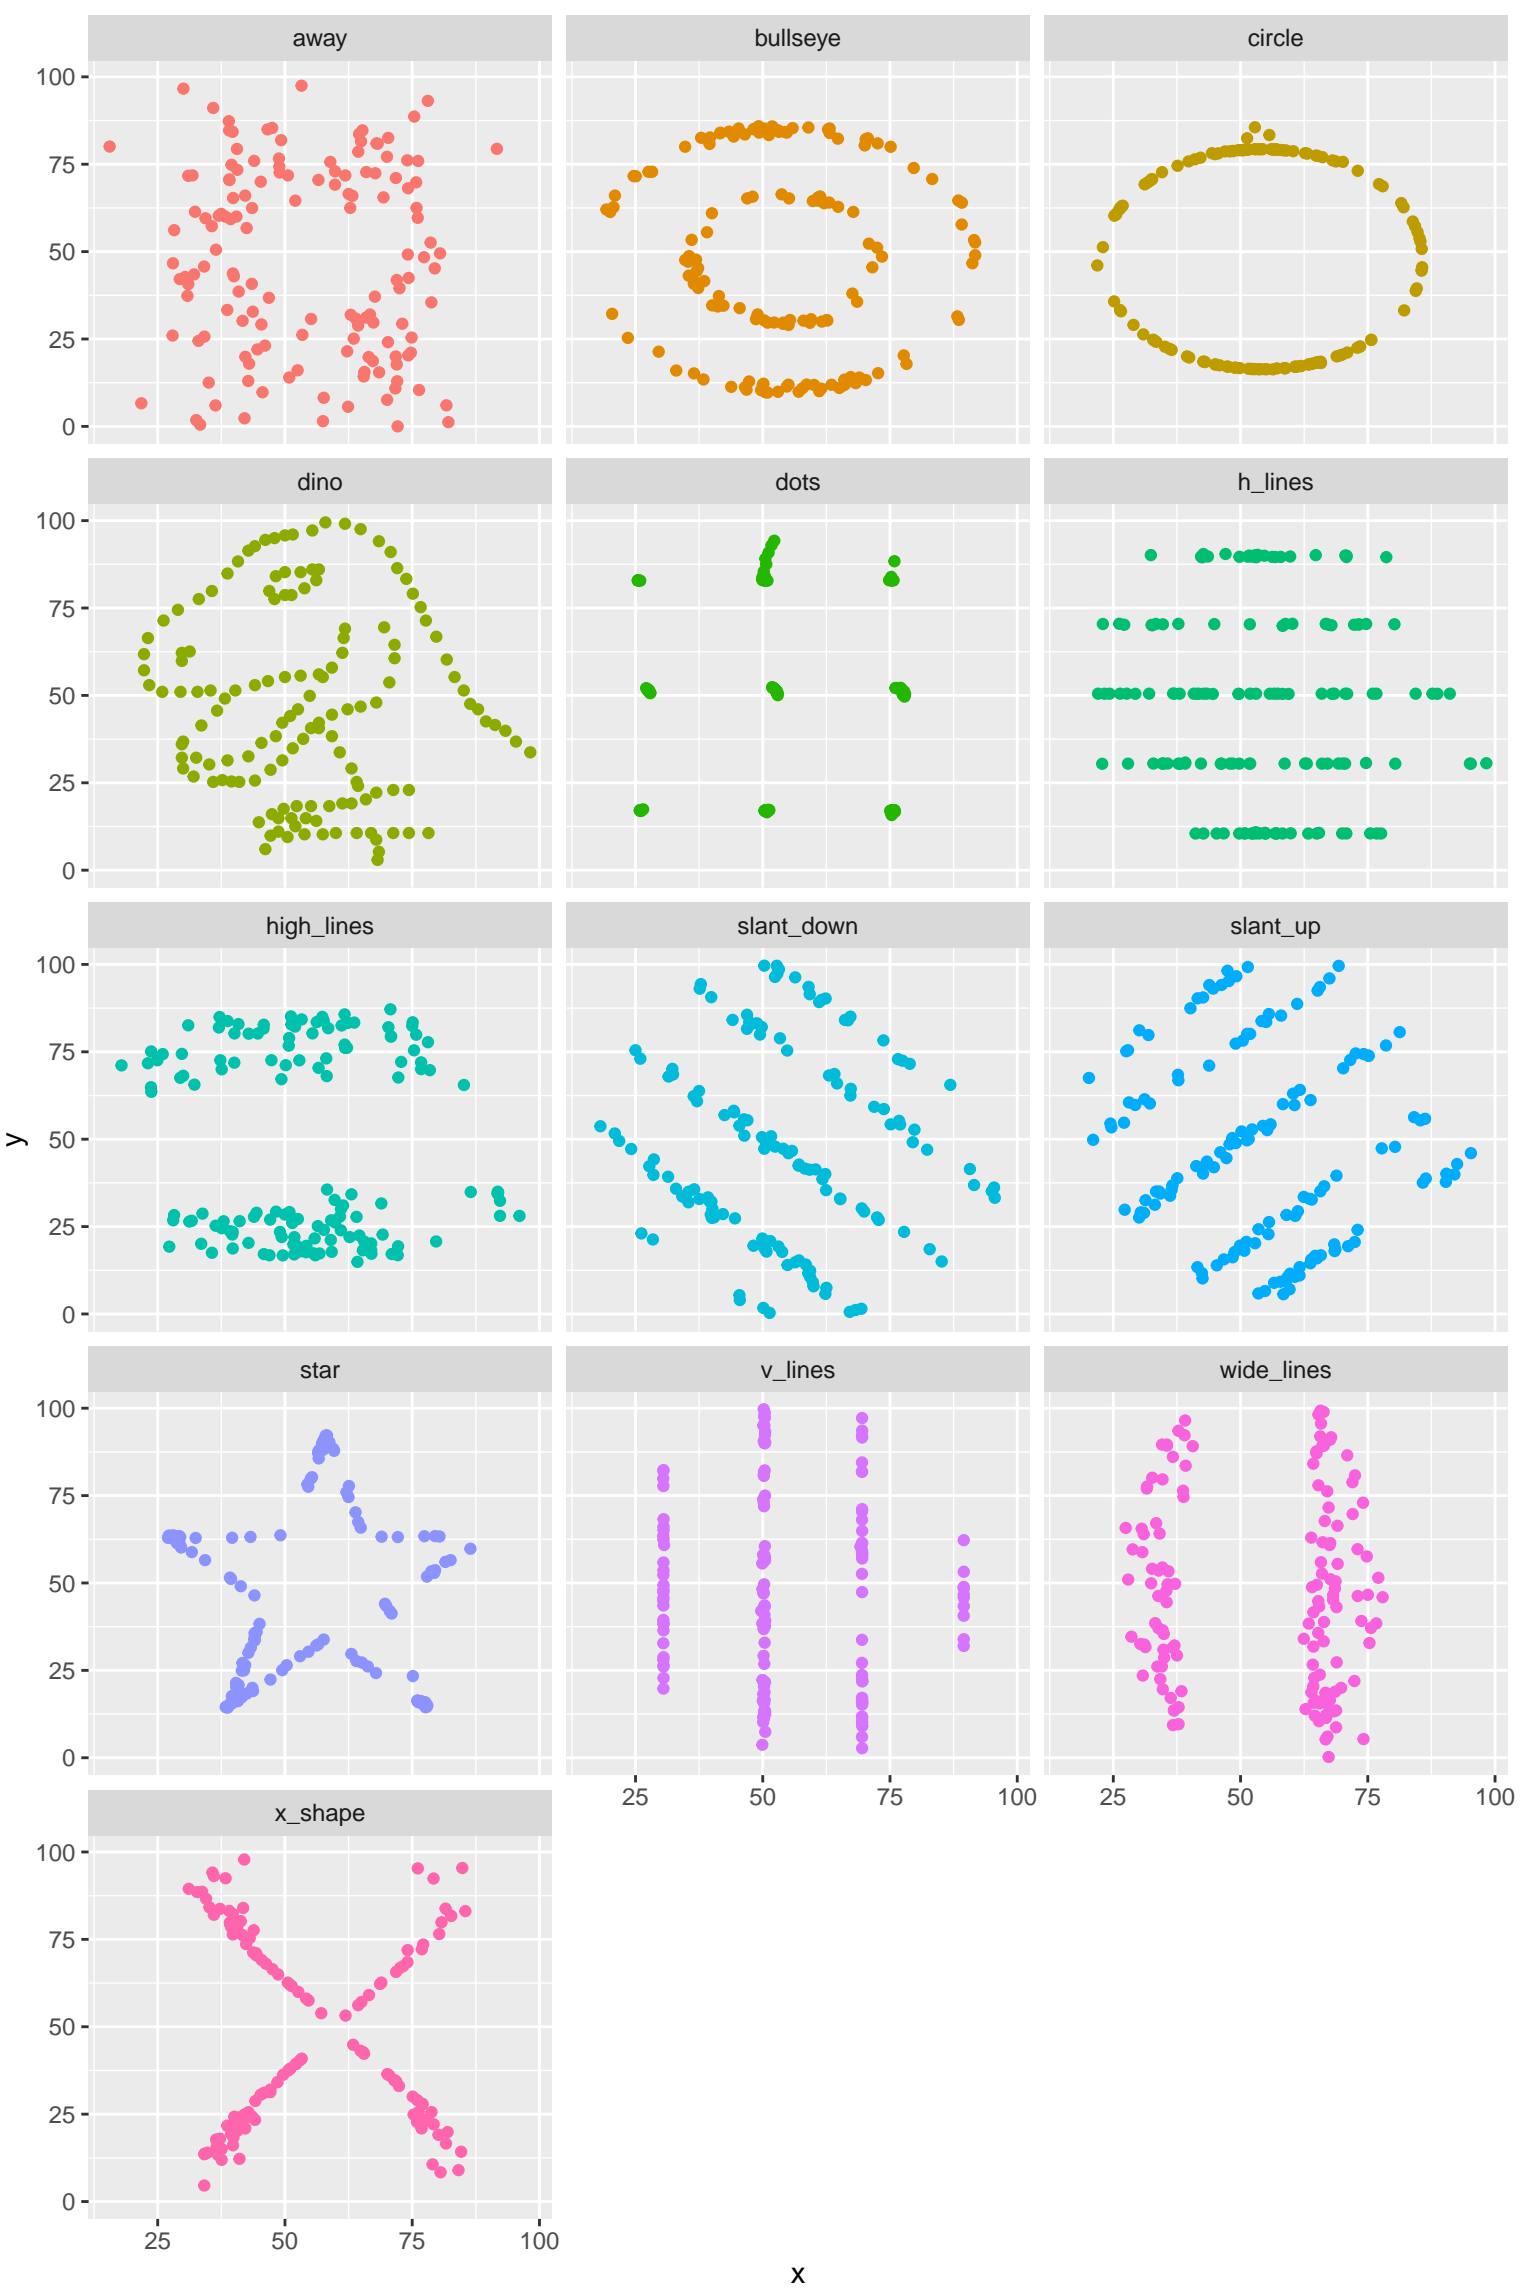 away bullseye circle
100
75
50
25
0
dino dots h_lines
100
75
50
25
0
high_lines slant_down slant_up
100
75
50
25
0
y
star v_lines wide_lines
100
75
50
25
0
25 50 75 100 25 50 75 100
x_shape
100
75
50
25
0
25 50 75 100
x